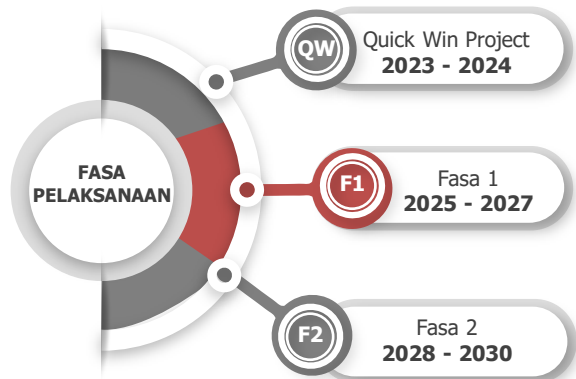 QW
Quick Win Project
2023 - 2024
FASA
PELAKSANAAN
F1
Fasa 1
2025 - 2027
F2
Fasa 2
2028 - 2030